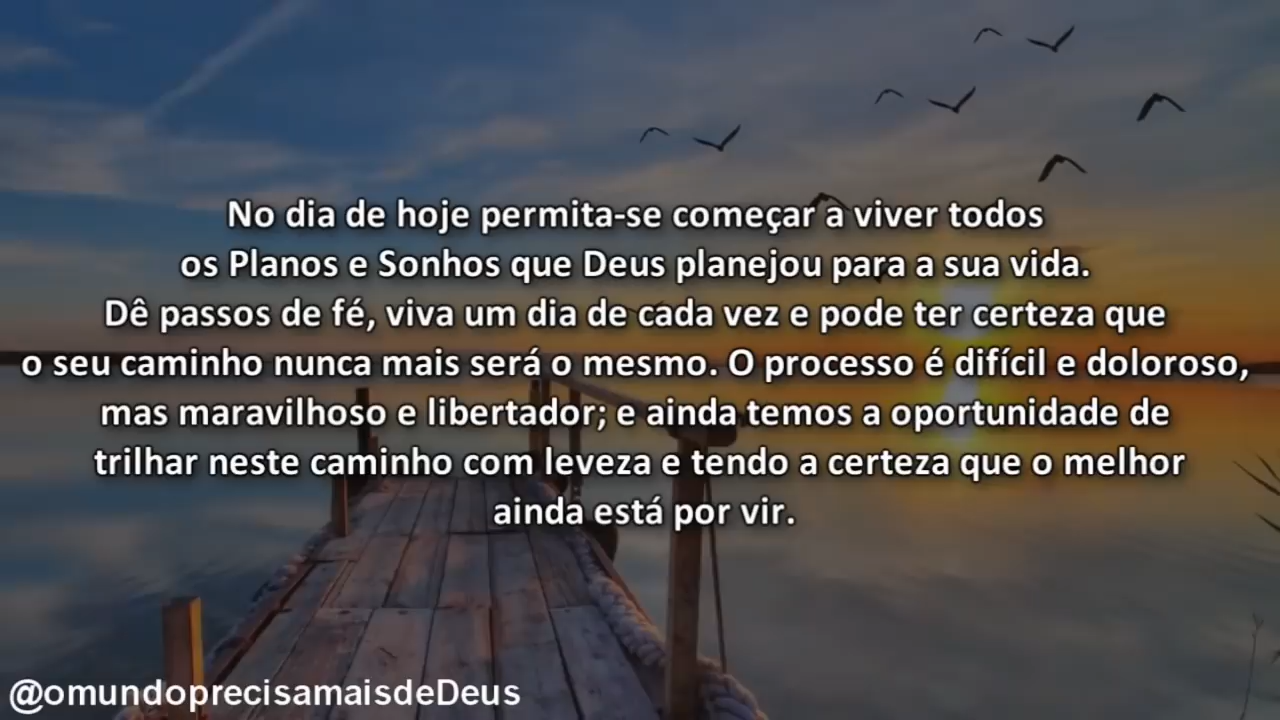 No dia de hoje permita-se começar a viver todos
os Planos e Sonhos que Deus planejou para a sua vida.
Dê passos de fé, viva um dia de cada vez e pode ter certeza que
o seu caminho nunca mais será o mesmo. O processo é difícil e doloroso,
mas maravilhoso e libertador; e ainda temos a oportunidade de
trilhar neste caminho com leveza e tendo a certeza que o melhor
ainda está por vir.
@omundoprecisamaisdeDeus